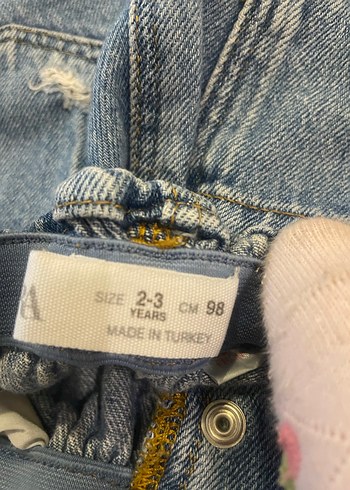 A
SIZE 2-3 YEARS CM 98
MADE IN TURKEY